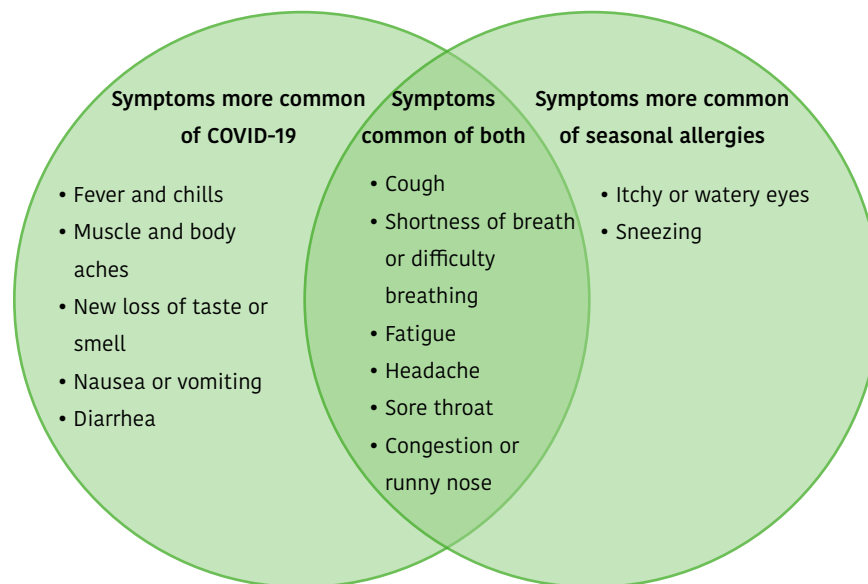 Symptoms more common
of COVID-19
• Fever and chills
• Muscle and body
aches
• New loss of taste or
smell
• Nausea or vomiting
• Diarrhea
Symptoms
common of both
• Cough
• Shortness of breath
or difficulty
breathing
• Fatigue
• Headache
• Sore throat
• Congestion or
runny nose
Symptoms more common
of seasonal allergies
• Itchy or watery eyes
• Sneezing